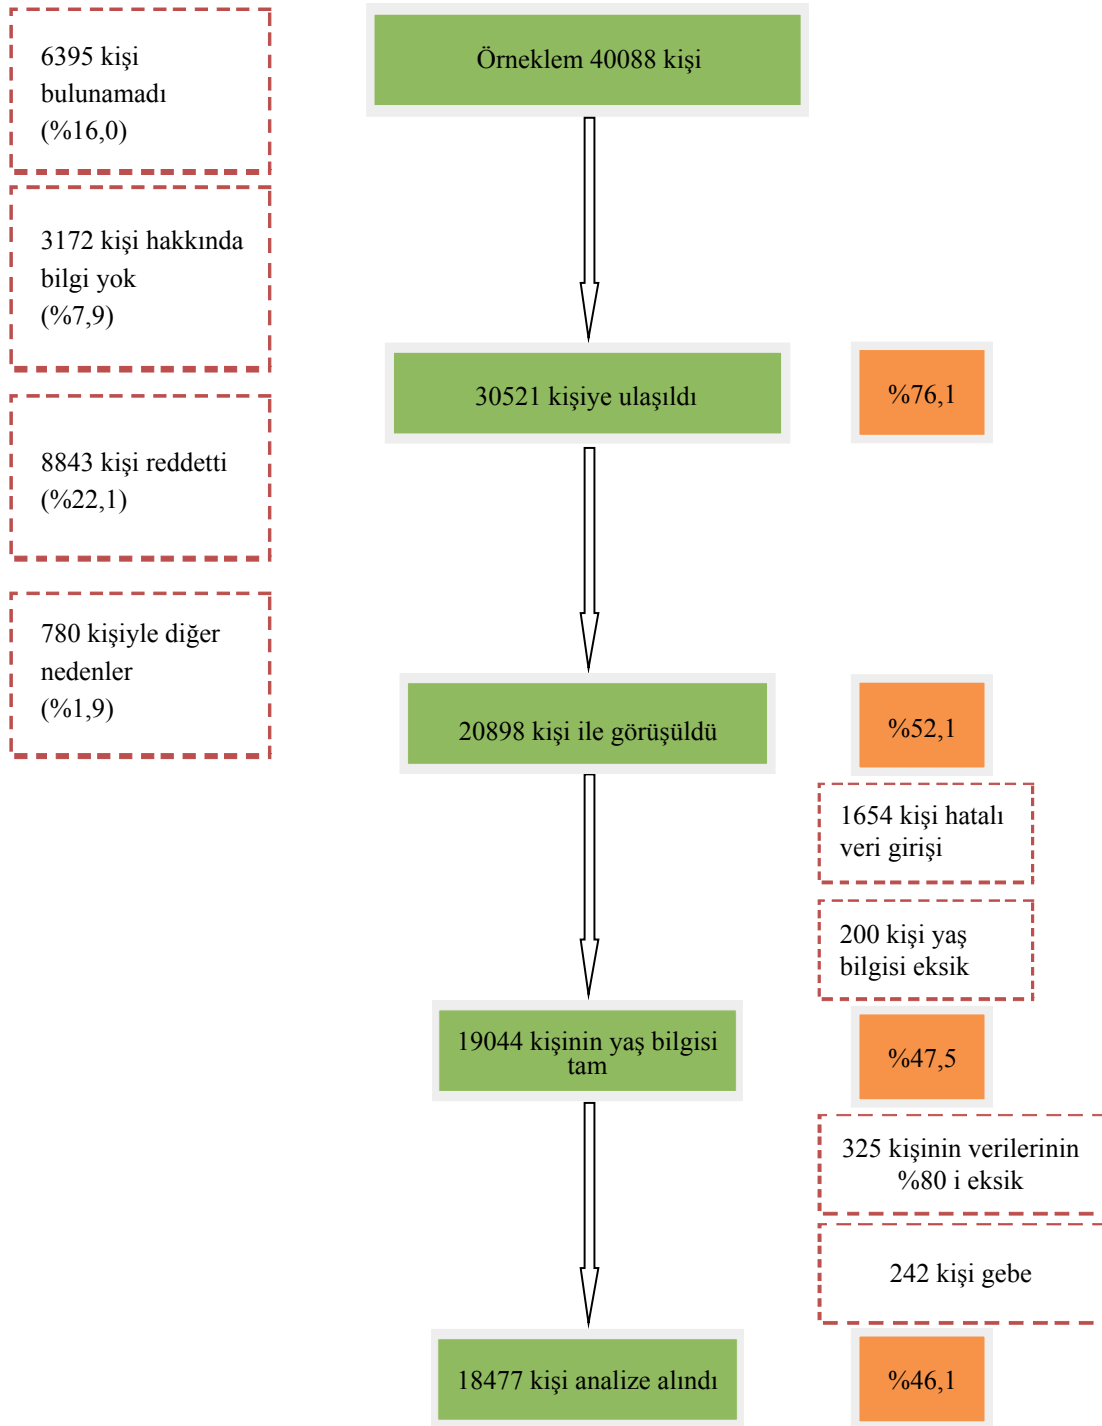 Örneklem 40088 kişi
6395 kişi
bulunamadı
(%16,0)
3172 kişi hakkında
bilgi yok
(%7,9)
30521 kişiye ulaşıldı
%76,1
8843 kişi reddetti
(%22,1)
780 kişiyle diğer
nedenler
(%1,9)
20898 kişi ile görüşüldü
%52,1
1654 kişi hatalı
veri girişi
200 kişi yaş
bilgisi eksik
19044 kişinin yaş bilgisi
tam
%47,5
325 kişinin verilerinin
%80 i eksik
242 kişi gebe
18477 kişi analize alındı
%46,1